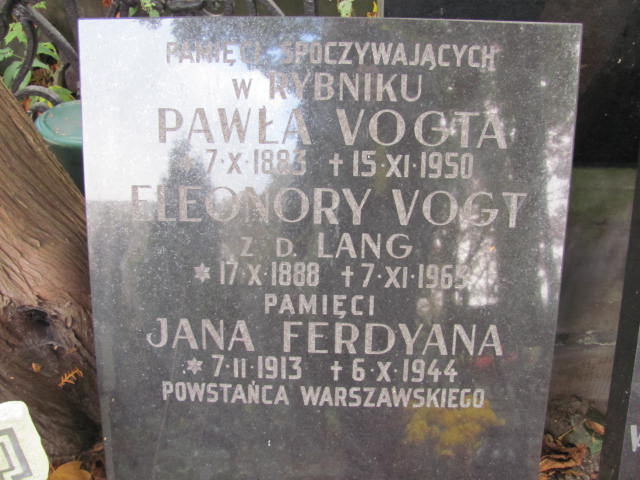 PAMIĘCI SPOCZYWAJĄCYCH
W RYBNIKU
PAWŁA VOGTA
* 7·X·1883 † 15·XI·1950
ELEONORY VOGT
Z D. LANG
* 17·X·1888 † 7·XI·1965
PAMIĘCI
JANA FERDYANA
* 7·II·1913 † 6·X·1944
POWSTAŃCA WARSZAWSKIEGO